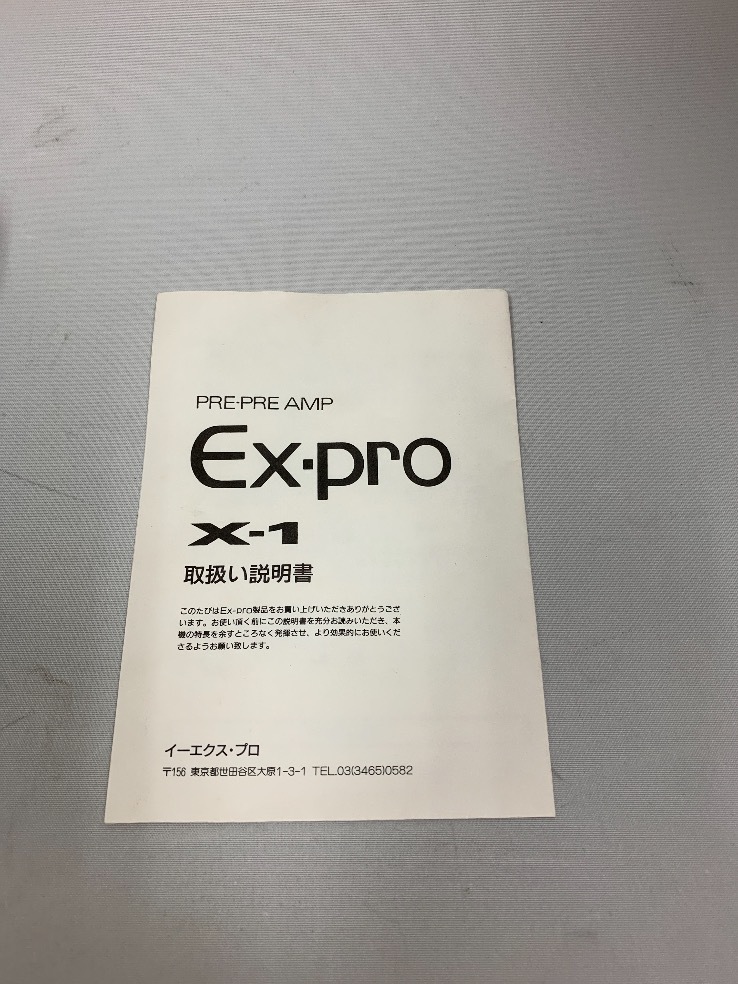 PRE･PRE AMP
Ex･pro
X-1
取扱い説明書
このたびはEx-pro製品をお買い上げいただきありがとうござ
います。お使い頂く前にこの説明書を充分お読みいただき、本
機の特長を余すところなく発揮させ、より効果的にお使いくだ
さるようお願い致します。
イーエクス・プロ
〒156 東京都世田谷区大原1-3-1 TEL.03(3465)0582